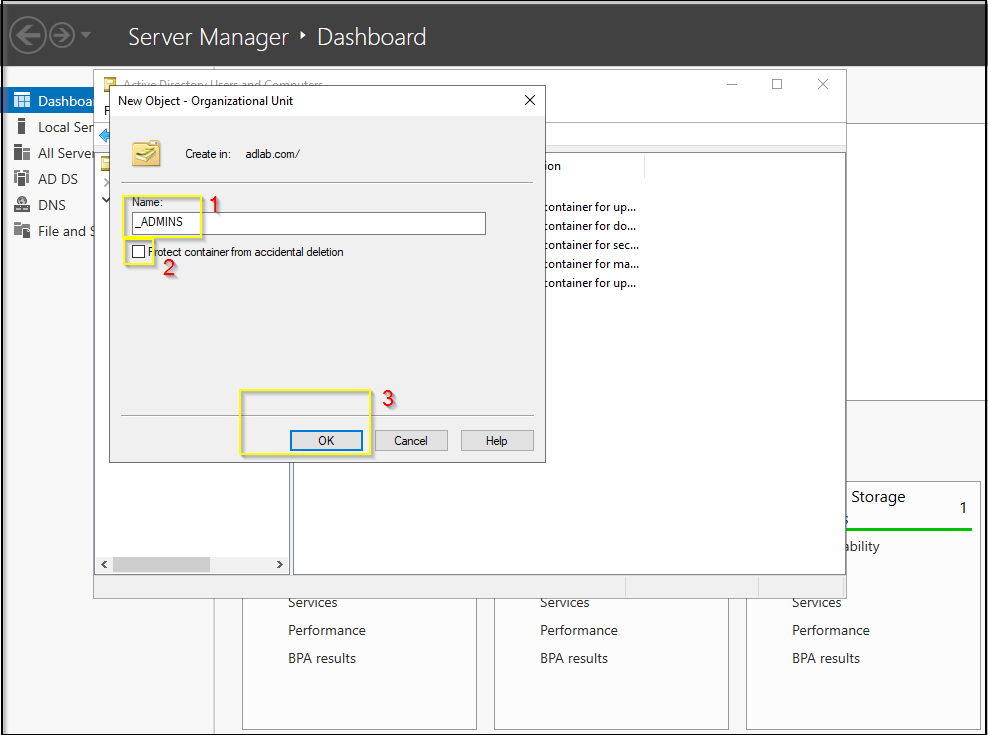 Server Manager ‣ Dashboard
Active Directory Users and Computers
New Object - Organizational Unit
Dashboa
Local Ser
All Server
AD DS
DNS
File and S
Create in: adlab.com/
Name:
1
_ADMINS
Protect container from accidental deletion
2
3
OK
Cancel
Help
ion
container for up...
container for do...
container for sec...
container for ma...
container for up...
Storage
1
s
ability
Services
Performance
BPA results
Services
Performance
BPA results
Services
Performance
BPA results